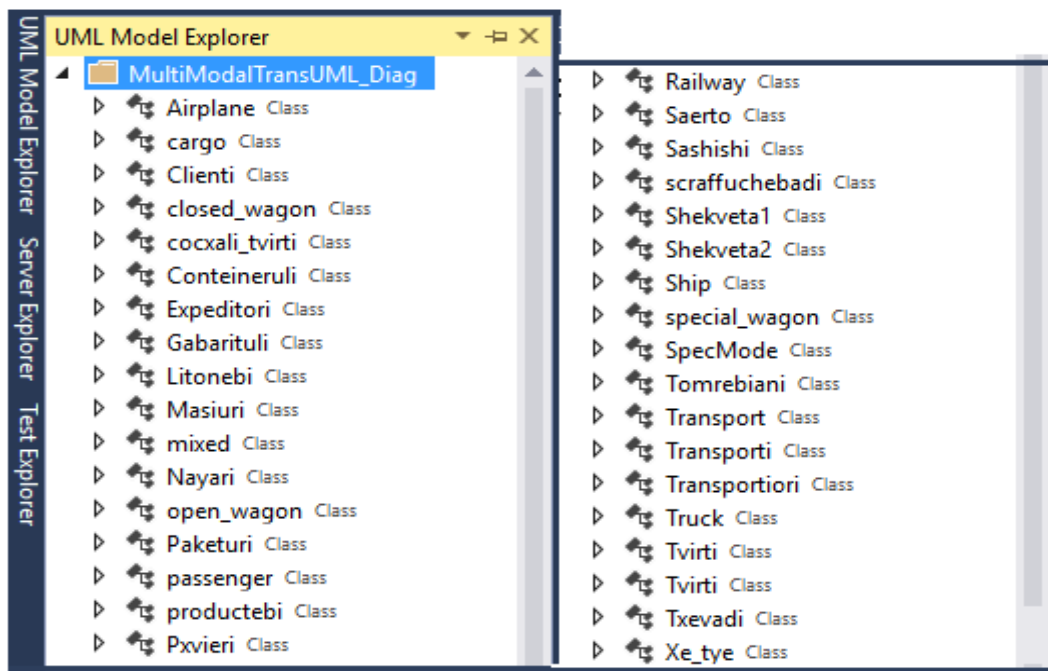 UML Model Explorer
Server Explorer
Test Explorer
UML Model Explorer
MultiModalTransUML_Diag
Airplane Class
cargo Class
Clienti Class
closed_wagon Class
cocxali_tvirti Class
Conteineruli Class
Expeditori Class
Gabarituli Class
Litonebi Class
Masiuri Class
mixed Class
Nayari Class
open_wagon Class
Paketuri Class
passenger Class
productebi Class
Pxvieri Class
Railway Class
Saerto Class
Sashishi Class
scraffuchebadi Class
Shekveta1 Class
Shekveta2 Class
Ship Class
special_wagon Class
SpecMode Class
Tomrebiani Class
Transport Class
Transporti Class
Transportiori Class
Truck Class
Tvirti Class
Tvirti Class
Txevadi Class
Xe_tye Class